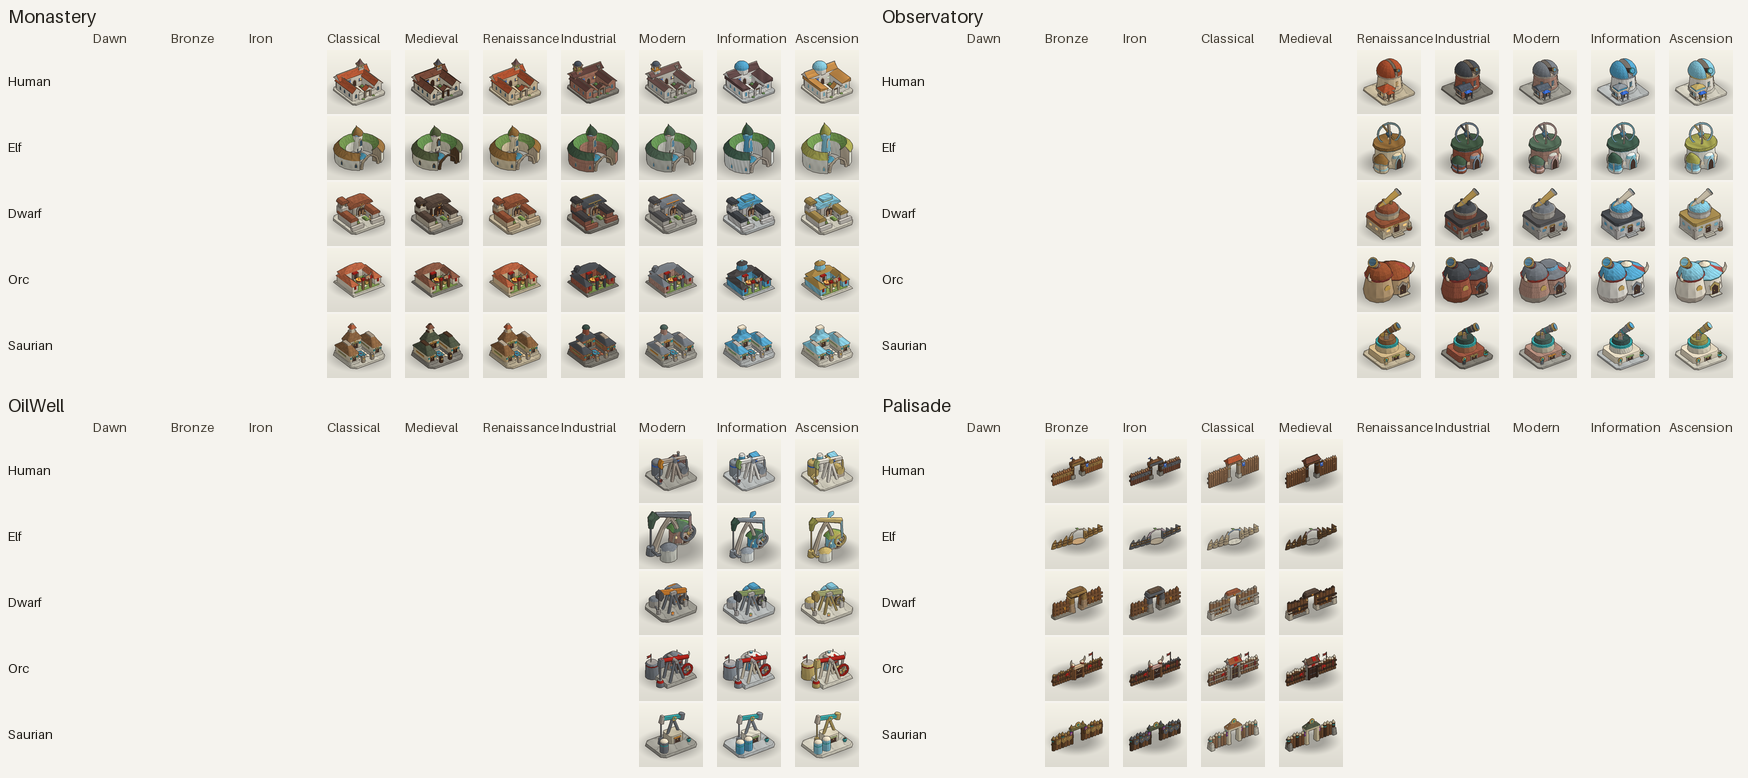 Monastery
Dawn Bronze Iron Classical Medieval Renaissance Industrial Modern Information Ascension
Human
Elf
Dwarf
Orc
Saurian
Observatory
Dawn Bronze Iron Classical Medieval Renaissance Industrial Modern Information Ascension
Human
Elf
Dwarf
Orc
Saurian
OilWell
Dawn Bronze Iron Classical Medieval Renaissance Industrial Modern Information Ascension
Human
Elf
Dwarf
Orc
Saurian
Palisade
Dawn Bronze Iron Classical Medieval Renaissance Industrial Modern Information Ascension
Human
Elf
Dwarf
Orc
Saurian